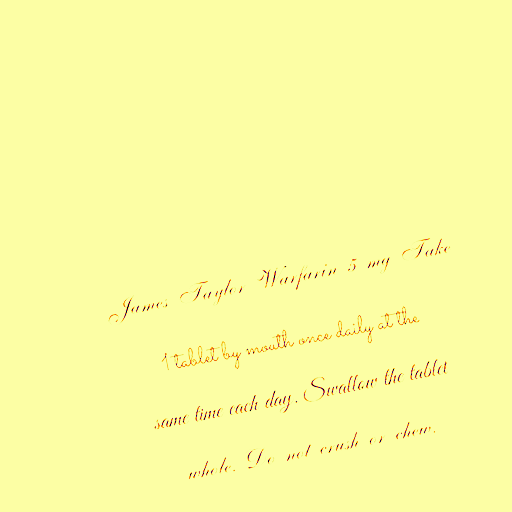 James Taylor Warfarin 5 mg Take
1 tablet by mouth once daily at the
same time each day. Swallow the tablet
whole. Do not crush or chew.